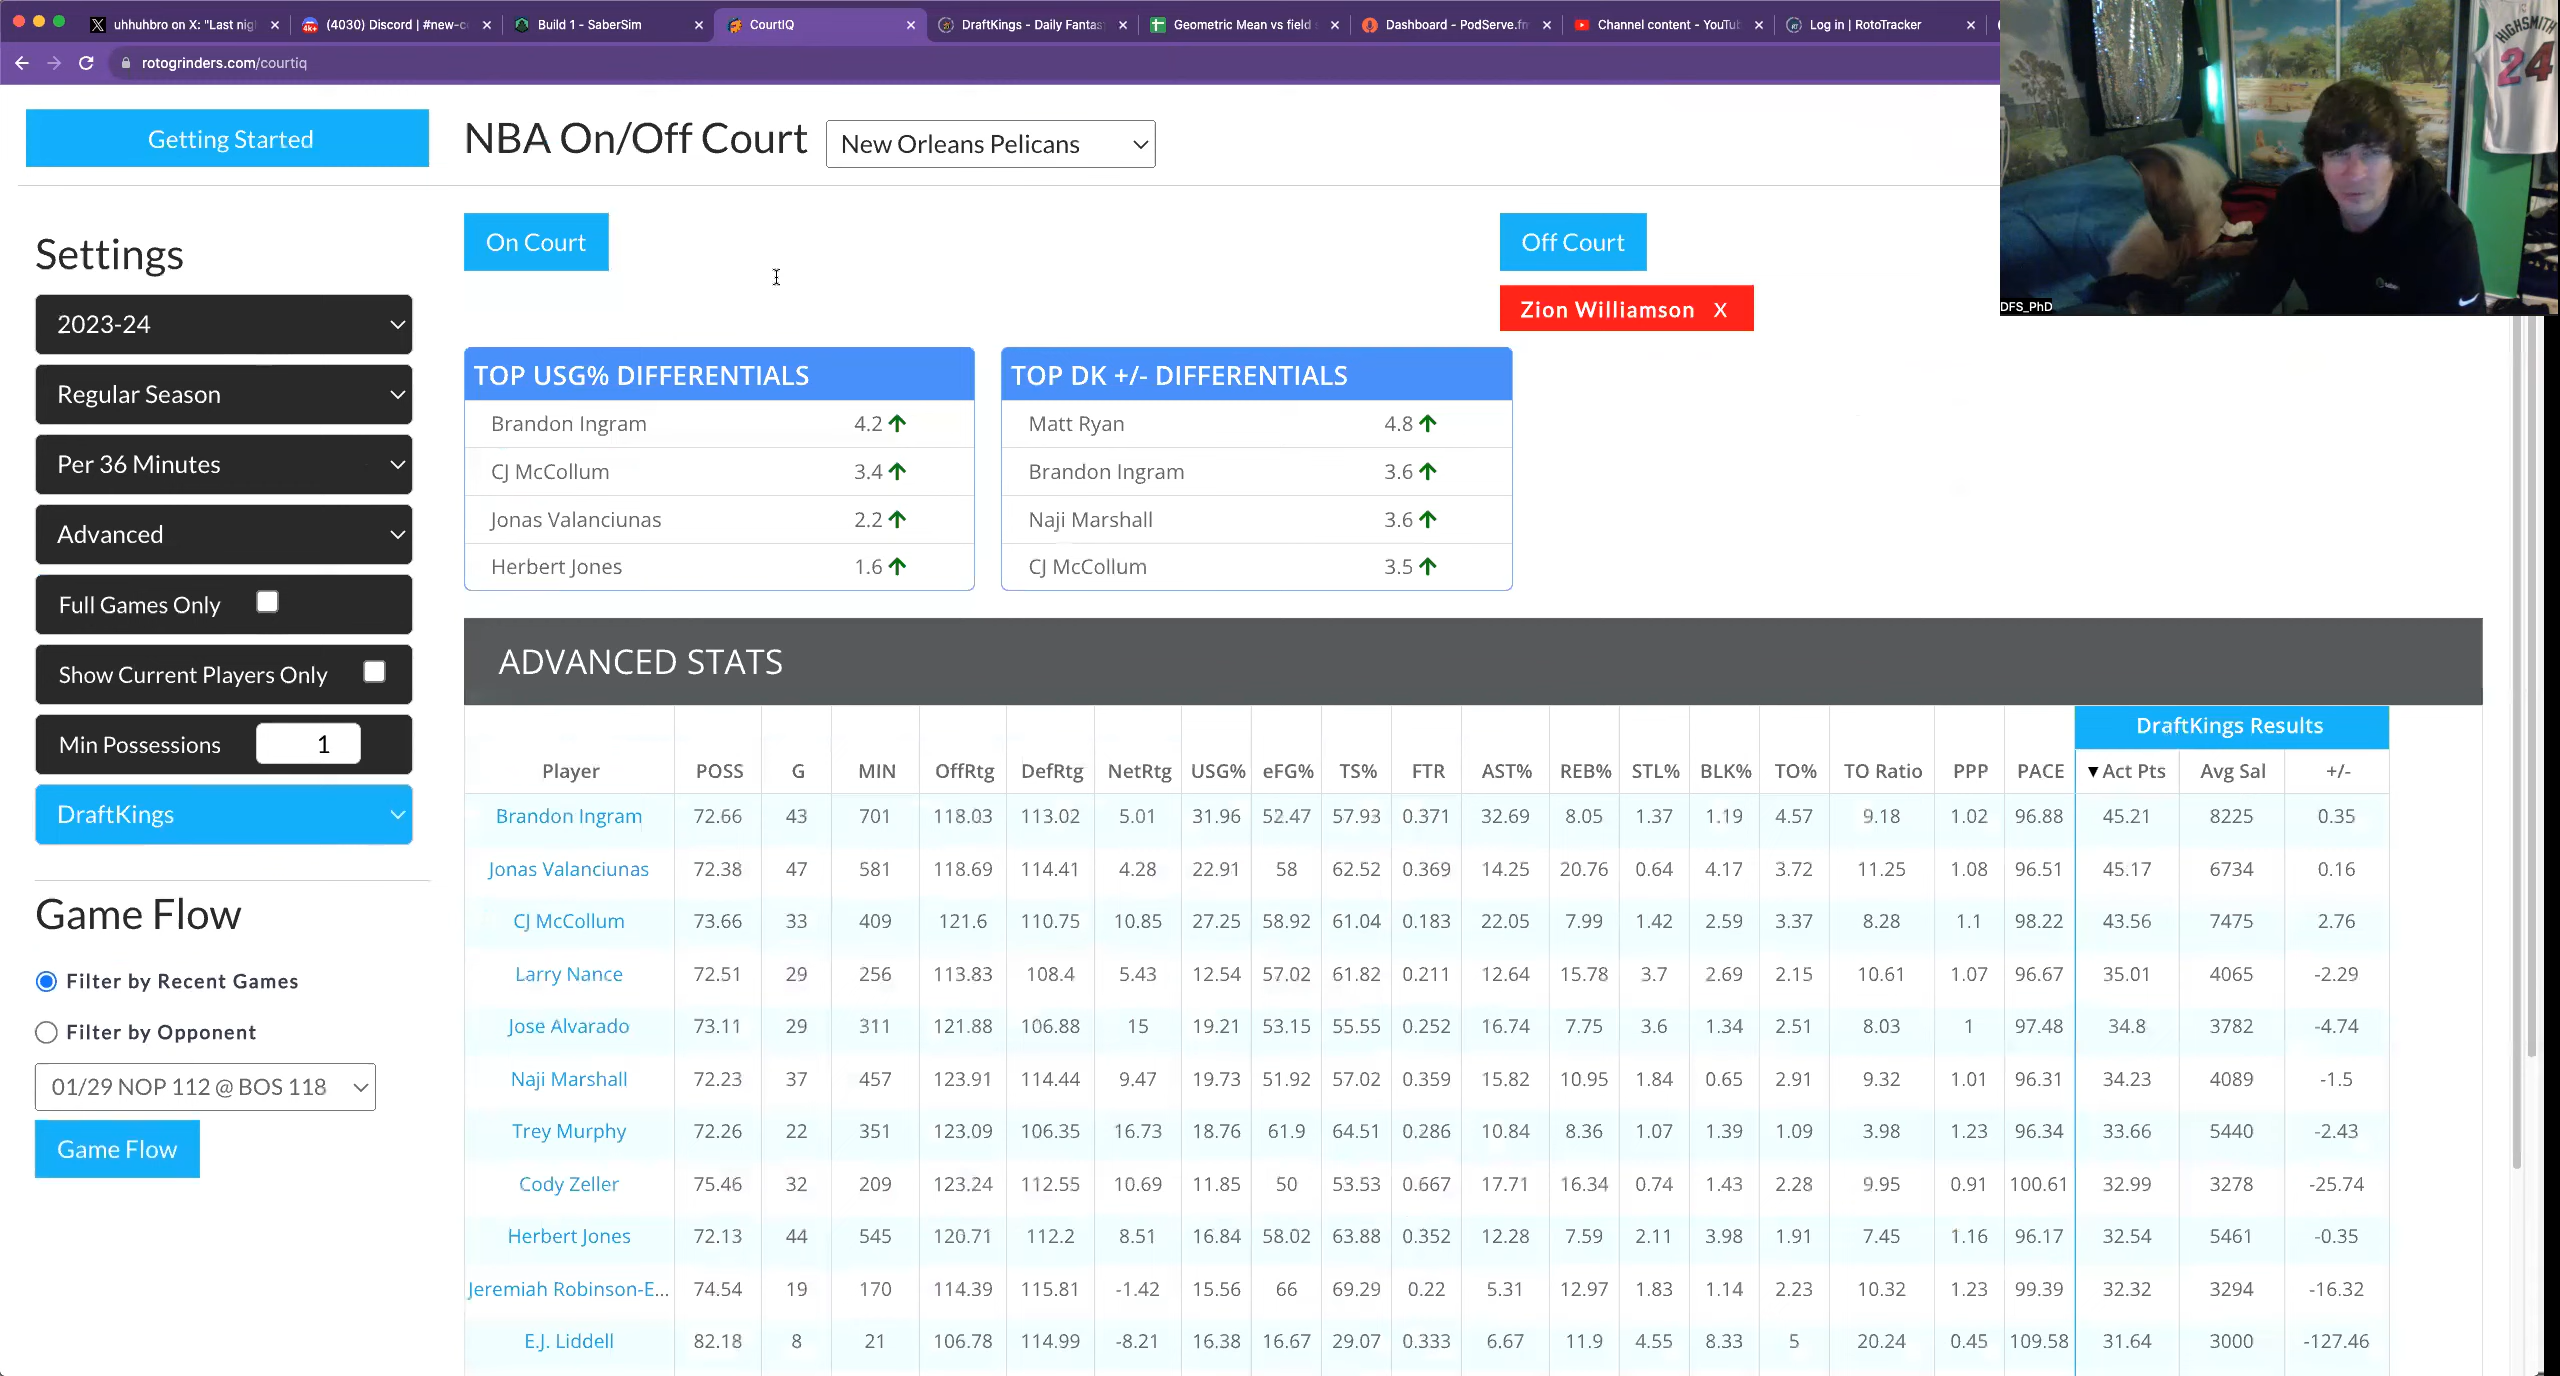 uhhuhbro on X: "Last nig
(4030) Discord | #new-c
Build 1 - SaberSim
CourtIQ
DraftKings - Daily Fantas
Geometric Mean vs field
Dashboard - PodServe.fm
Channel content - YouTu
Log in | RotoTracker
rotogrinders.com/courtiq
Getting Started
NBA On/Off Court
New Orleans Pelicans
HIGHSMITH
24
DFS_PhD
On Court
Off Court
Zion Williamson X
Settings
2023-24
Regular Season
Per 36 Minutes
Advanced
Full Games Only
Show Current Players Only
Min Possessions 1
DraftKings
Game Flow
Filter by Recent Games
Filter by Opponent
01/29 NOP 112 @ BOS 118
Game Flow
TOP USG% DIFFERENTIALS
Brandon Ingram 4.2
CJ McCollum 3.4
Jonas Valanciunas 2.2
Herbert Jones 1.6
TOP DK +/- DIFFERENTIALS
Matt Ryan 4.8
Brandon Ingram 3.6
Naji Marshall 3.6
CJ McCollum 3.5
ADVANCED STATS
DraftKings Results
Player POSS G MIN OffRtg DefRtg NetRtg USG% eFG% TS% FTR AST% REB% STL% BLK% TO% TO Ratio PPP PACE ▼Act Pts Avg Sal +/-
Brandon Ingram 72.66 43 701 118.03 113.02 5.01 31.96 52.47 57.93 0.371 32.69 8.05 1.37 1.19 4.57 9.18 1.02 96.88 45.21 8225 0.35
Jonas Valanciunas 72.38 47 581 118.69 114.41 4.28 22.91 58 62.52 0.369 14.25 20.76 0.64 4.17 3.72 11.25 1.08 96.51 45.17 6734 0.16
CJ McCollum 73.66 33 409 121.6 110.75 10.85 27.25 58.92 61.04 0.183 22.05 7.99 1.42 2.59 3.37 8.28 1.1 98.22 43.56 7475 2.76
Larry Nance 72.51 29 256 113.83 108.4 5.43 12.54 57.02 61.82 0.211 12.64 15.78 3.7 2.69 2.15 10.61 1.07 96.67 35.01 4065 -2.29
Jose Alvarado 73.11 29 311 121.88 106.88 15 19.21 53.15 55.55 0.252 16.74 7.75 3.6 1.34 2.51 8.03 1 97.48 34.8 3782 -4.74
Naji Marshall 72.23 37 457 123.91 114.44 9.47 19.73 51.92 57.02 0.359 15.82 10.95 1.84 0.65 2.91 9.32 1.01 96.31 34.23 4089 -1.5
Trey Murphy 72.26 22 351 123.09 106.35 16.73 18.76 61.9 64.51 0.286 10.84 8.36 1.07 1.39 1.09 3.98 1.23 96.34 33.66 5440 -2.43
Cody Zeller 75.46 32 209 123.24 112.55 10.69 11.85 50 53.53 0.667 17.71 16.34 0.74 1.43 2.28 9.95 0.91 100.61 32.99 3278 -25.74
Herbert Jones 72.13 44 545 120.71 112.2 8.51 16.84 58.02 63.88 0.352 12.28 7.59 2.11 3.98 1.91 7.45 1.16 96.17 32.54 5461 -0.35
Jeremiah Robinson-E... 74.54 19 170 114.39 115.81 -1.42 15.56 66 69.29 0.22 5.31 12.97 1.83 1.14 2.23 10.32 1.23 99.39 32.32 3294 -16.32
E.J. Liddell 82.18 8 21 106.78 114.99 -8.21 16.38 16.67 29.07 0.333 6.67 11.9 4.55 8.33 5 20.24 0.45 109.58 31.64 3000 -127.46